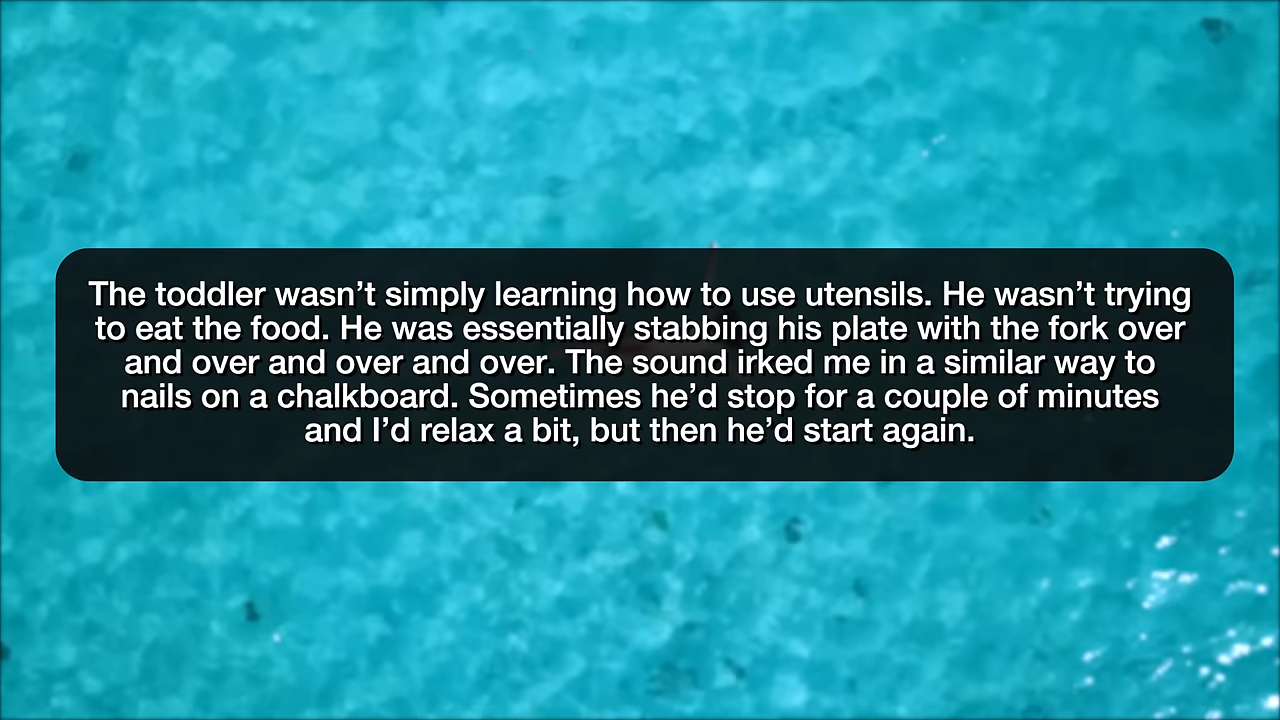 The toddler wasn’t simply learning how to use utensils. He wasn’t trying
to eat the food. He was essentially stabbing his plate with the fork over
and over and over and over. The sound irked me in a similar way to
nails on a chalkboard. Sometimes he’d stop for a couple of minutes
and I’d relax a bit, but then he’d start again.